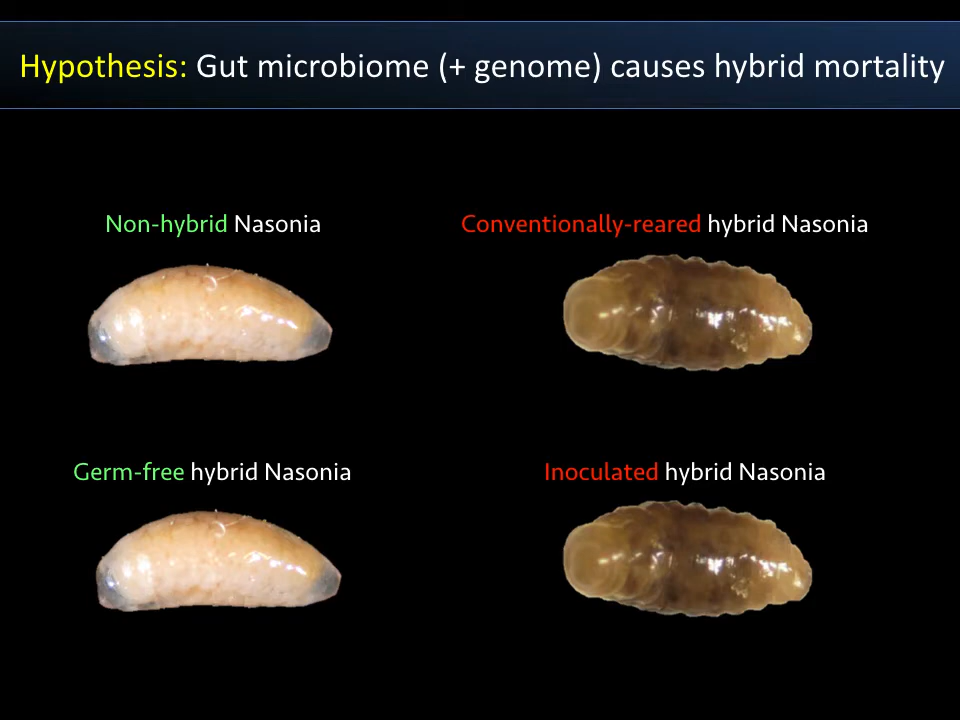 Hypothesis: Gut microbiome (+ genome) causes hybrid mortality
Non-hybrid Nasonia
Conventionally-reared hybrid Nasonia
Germ-free hybrid Nasonia
Inoculated hybrid Nasonia